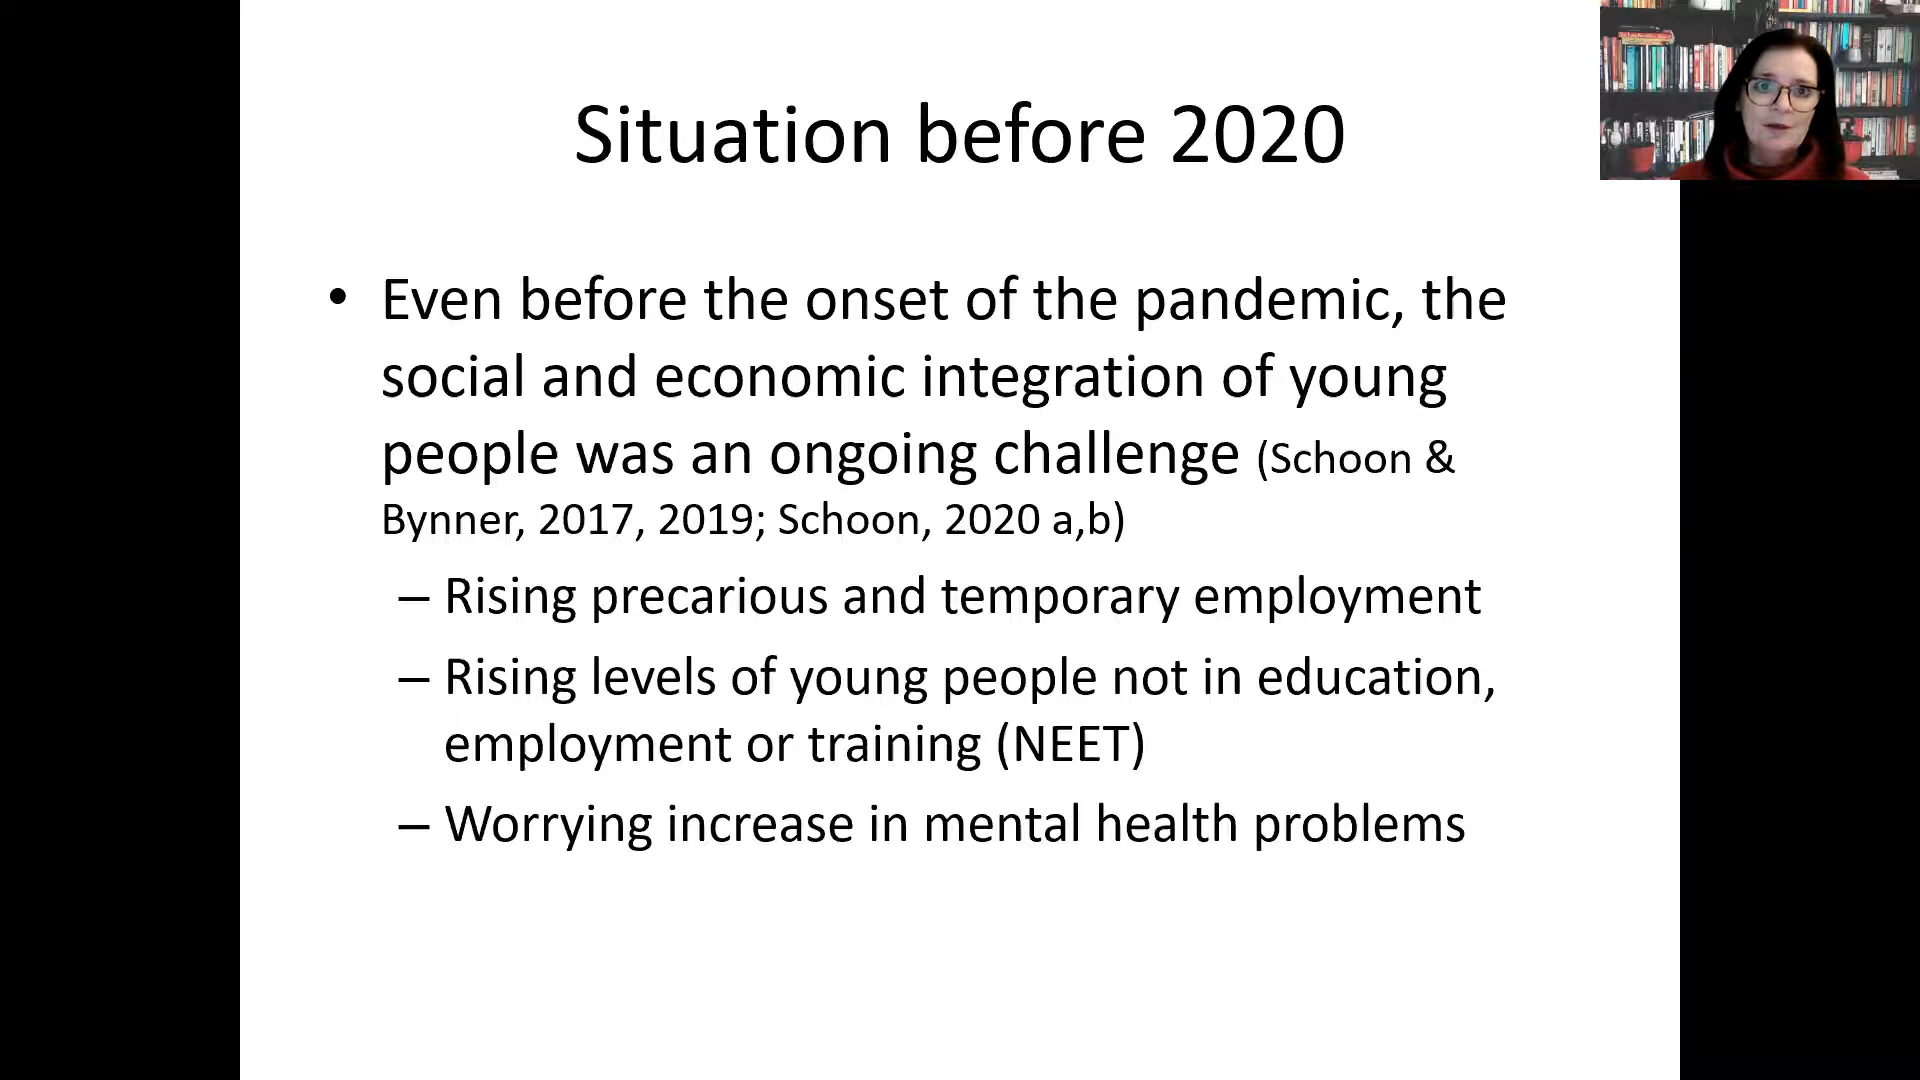 Situation before 2020
• Even before the onset of the pandemic, the
social and economic integration of young
people was an ongoing challenge (Schoon &
Bynner, 2017, 2019; Schoon, 2020 a,b)
– Rising precarious and temporary employment
– Rising levels of young people not in education,
employment or training (NEET)
– Worrying increase in mental health problems